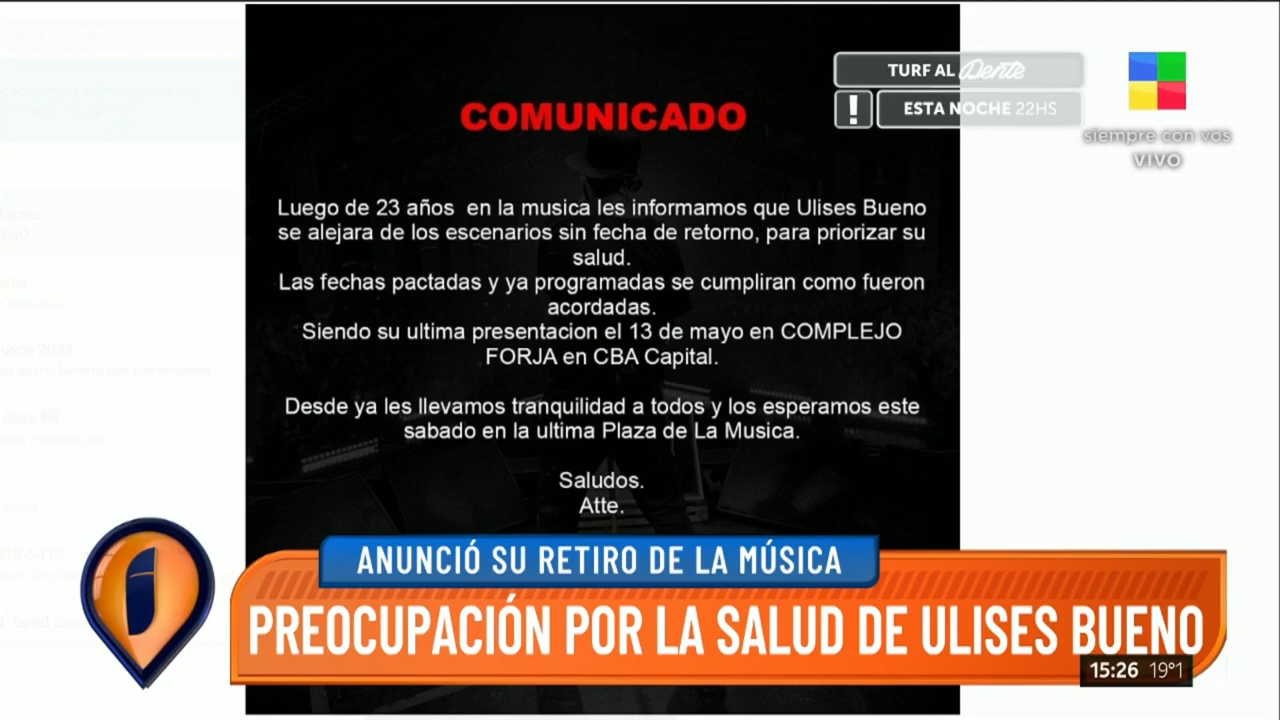 TURF AL Dente
! ESTA NOCHE 22HS
siempre con vos
VIVO
COMUNICADO
Luego de 23 años en la musica les informamos que Ulises Bueno
se alejara de los escenarios sin fecha de retorno, para priorizar su
salud.
Las fechas pactadas y ya programadas se cumpliran como fueron
acordadas.
Siendo su ultima presentacion el 13 de mayo en COMPLEJO
FORJA en CBA Capital.
Desde ya les llevamos tranquilidad a todos y los esperamos este
sabado en la ultima Plaza de La Musica.
Saludos.
Atte.
ANUNCIÓ SU RETIRO DE LA MÚSICA
PREOCUPACIÓN POR LA SALUD DE ULISES BUENO
15:26 19°1